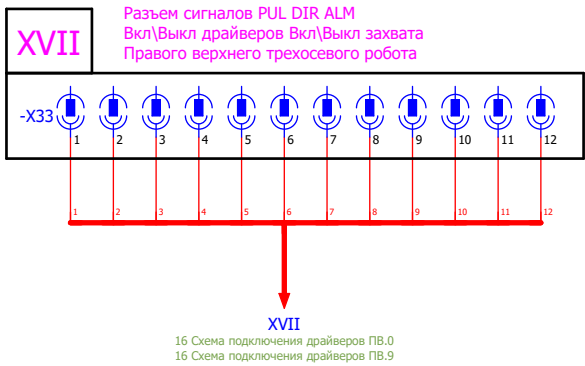 XVII
Разъем сигналов PUL DIR ALM
Вкл\Выкл драйверов Вкл\Выкл захвата
Правого верхнего трехосевого робота
-X33
1 2 3 4 5 6 7 8 9 10 11 12
1 2 3 4 5 6 7 8 9 10 11 12
XVII
16 Схема подключения драйверов ПВ.0
16 Схема подключения драйверов ПВ.9